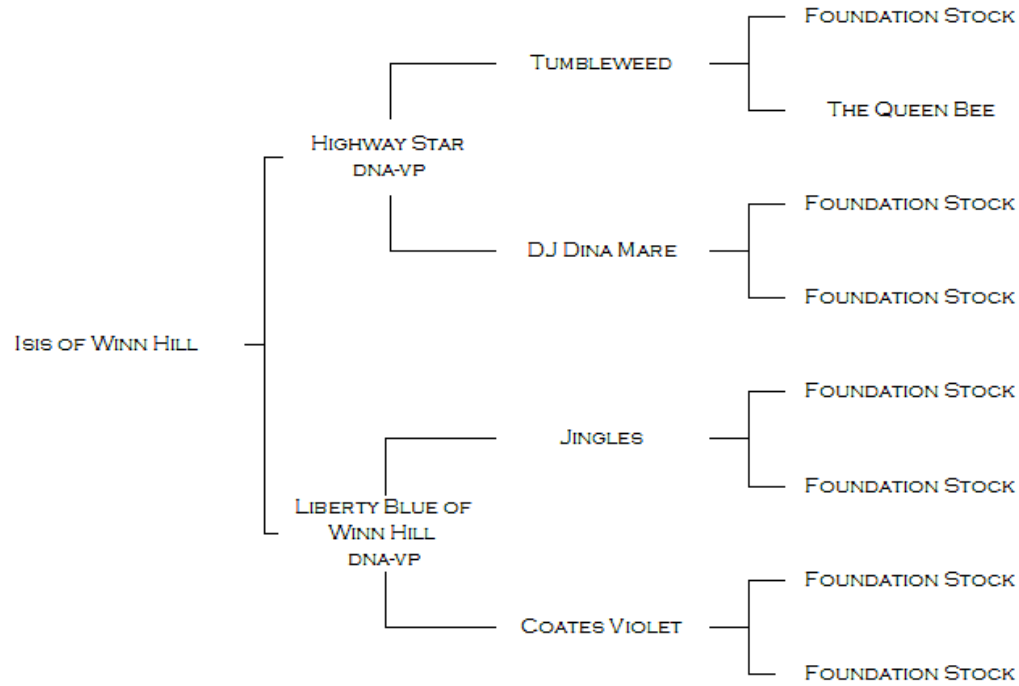 Foundation Stock
Tumbleweed
The Queen Bee
Highway Star
DNA-VP
Foundation Stock
DJ Dina Mare
Foundation Stock
Isis of Winn Hill
Foundation Stock
Jingles
Foundation Stock
Liberty Blue of
Winn Hill
DNA-VP
Foundation Stock
Coates Violet
Foundation Stock